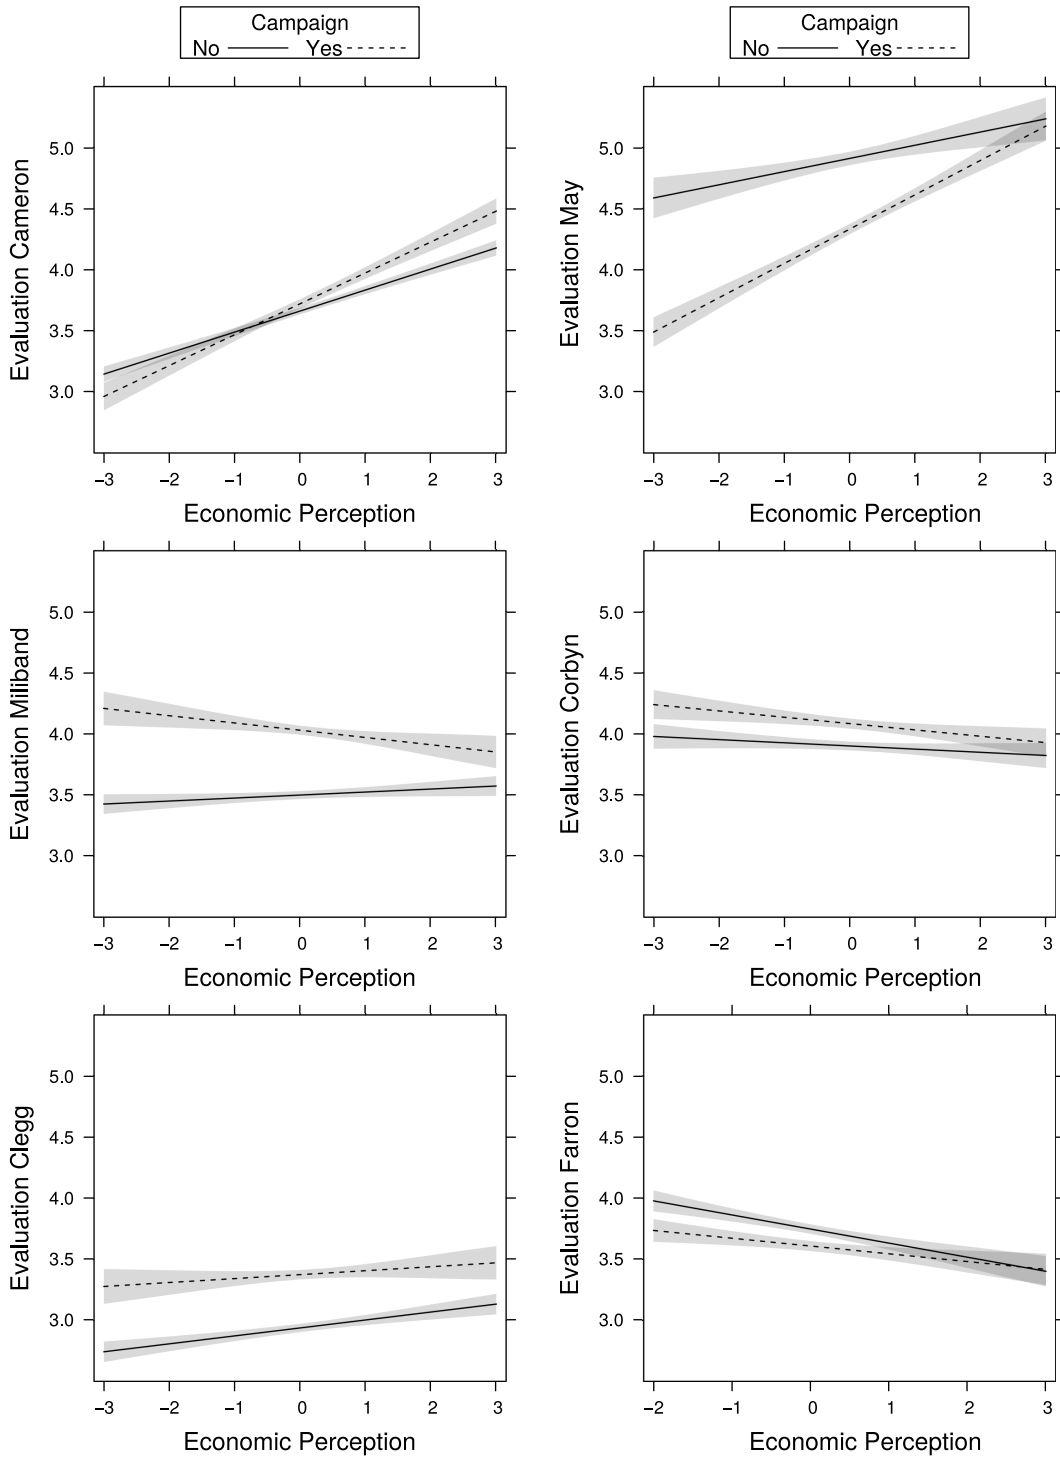 Campaign
No Yes
Campaign
No Yes
Evaluation Cameron
5.0
4.5
4.0
3.5
3.0
−3 −2 −1 0 1 2 3
Economic Perception
Evaluation May
5.0
4.5
4.0
3.5
3.0
−3 −2 −1 0 1 2 3
Economic Perception
Evaluation Miliband
5.0
4.5
4.0
3.5
3.0
−3 −2 −1 0 1 2 3
Economic Perception
Evaluation Corbyn
5.0
4.5
4.0
3.5
3.0
−3 −2 −1 0 1 2 3
Economic Perception
Evaluation Clegg
5.0
4.5
4.0
3.5
3.0
−3 −2 −1 0 1 2 3
Economic Perception
Evaluation Farron
5.0
4.5
4.0
3.5
3.0
−2 −1 0 1 2 3
Economic Perception